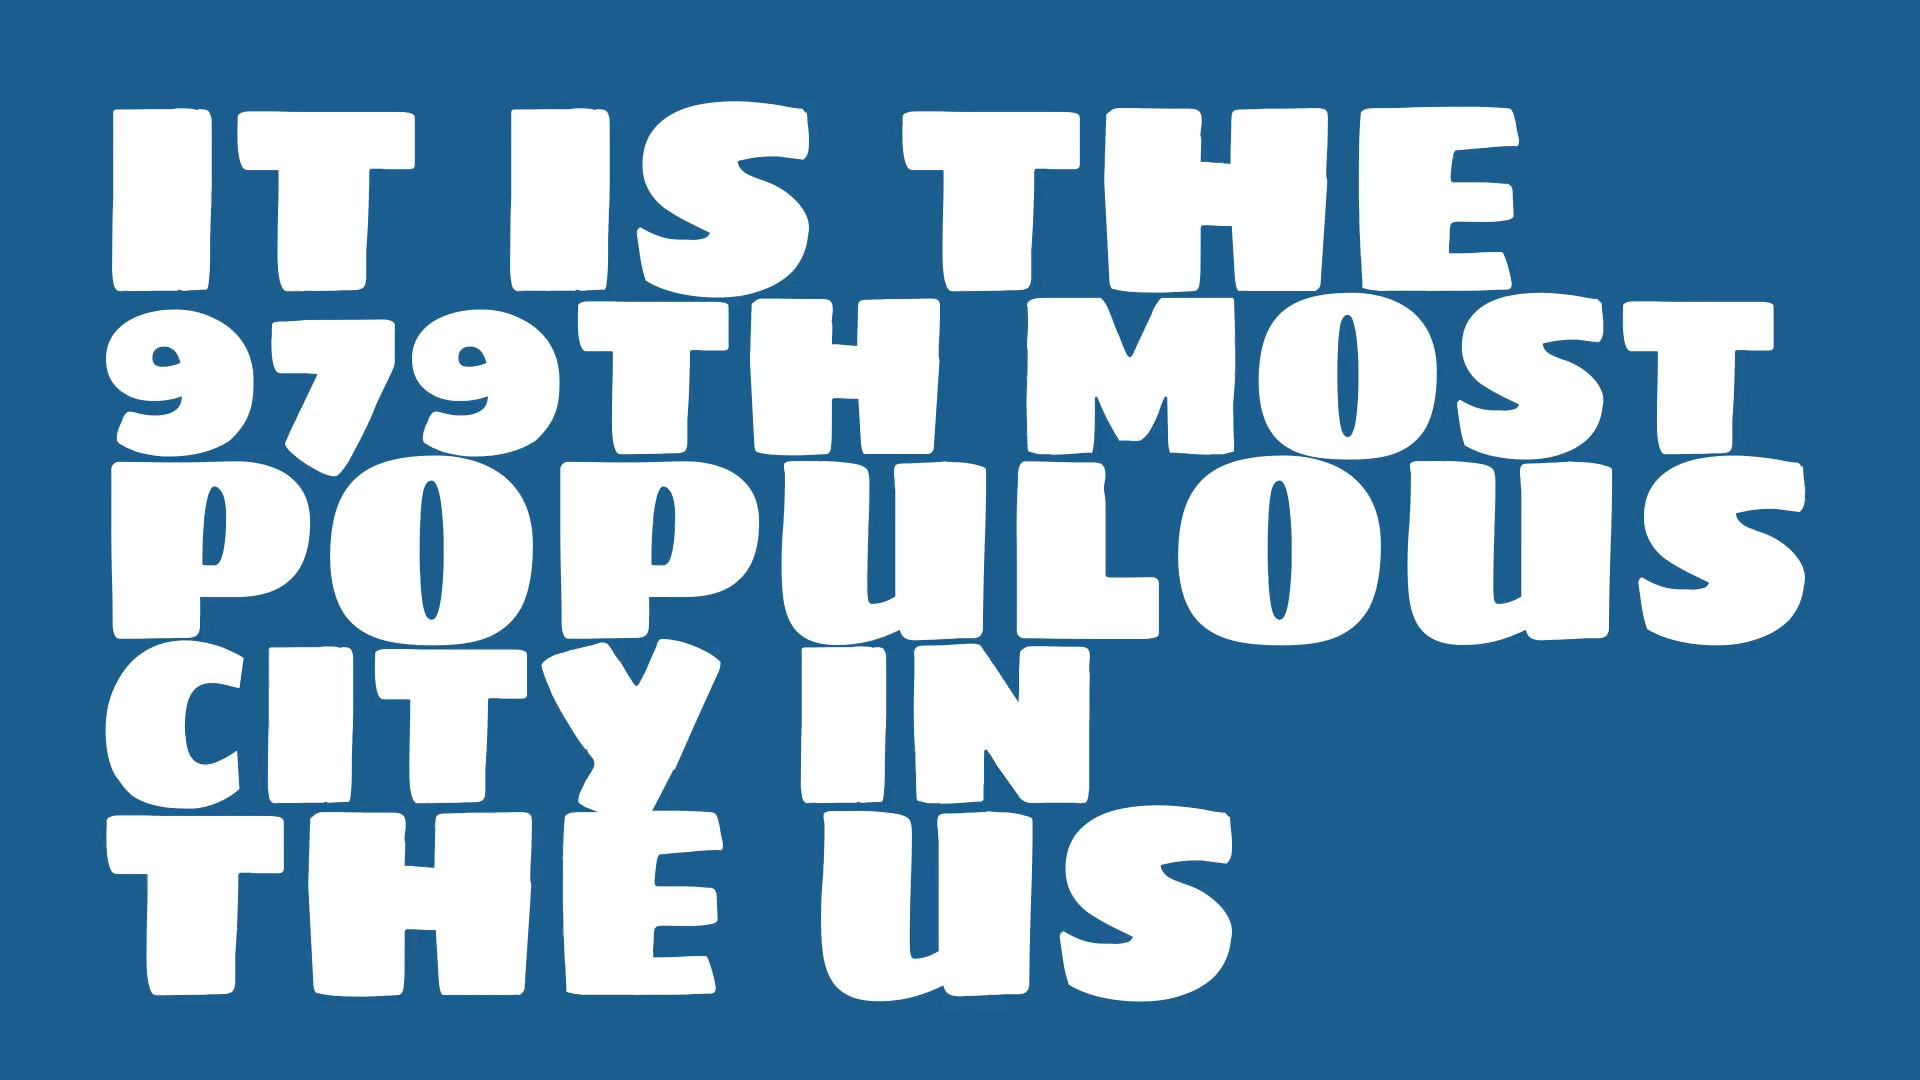 IT IS THE
979TH MOST
POPULOUS
CITY IN
THE US